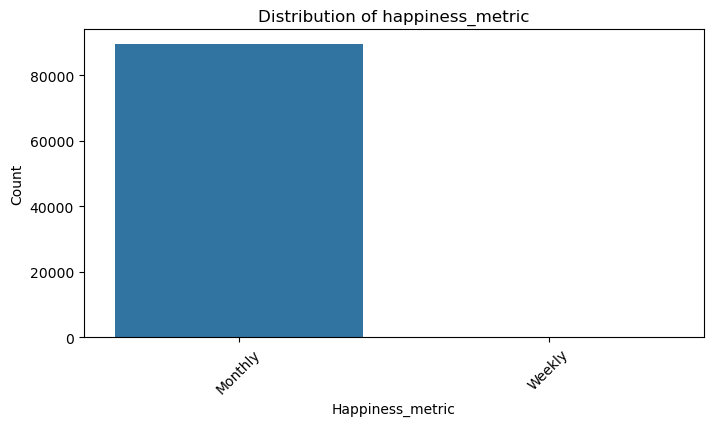 Distribution of happiness_metric
80000
60000
40000
20000
0
Count
Monthly
Weekly
Happiness_metric